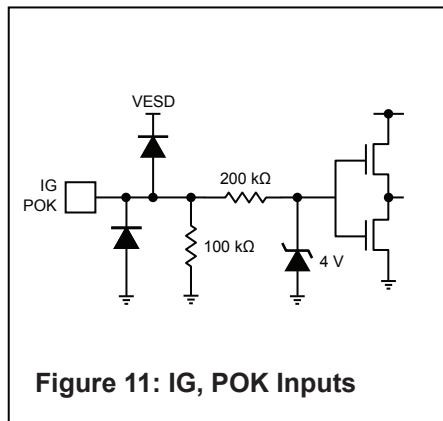 VESD
IG
POK
200 kΩ
100 kΩ
4 V
Figure 11: IG, POK Inputs